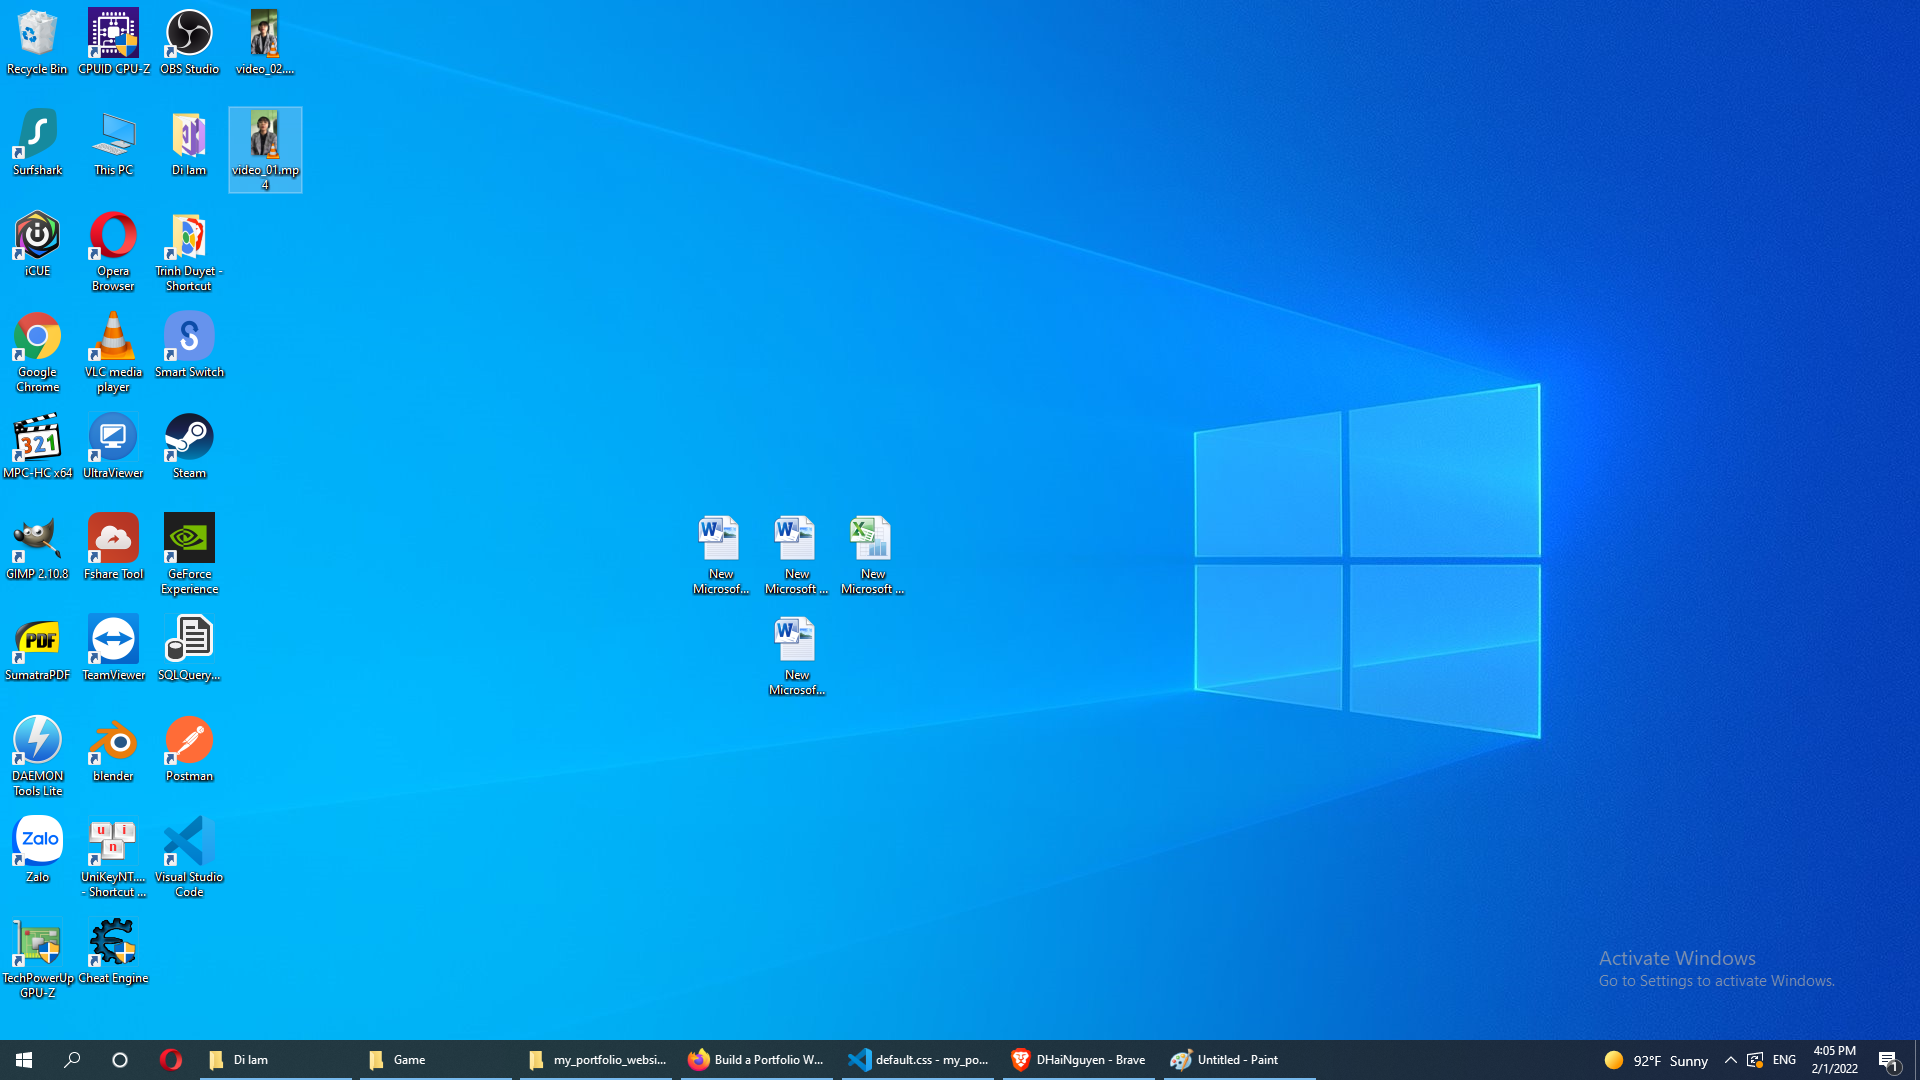 Recycle Bin
CPUID CPU-Z
OBS Studio
video_02....
Surfshark
This PC
Di lam
video_01.mp
4
iCUE
Opera
Browser
Trinh Duyet -
Shortcut
Google
Chrome
VLC media
player
Smart Switch
321
MPC-HC x64
UltraViewer
Steam
GIMP 2.10.8
Fshare Tool
GeForce
Experience
New
Microsof...
New
Microsoft ...
New
Microsoft ...
PDF
SumatraPDF
TeamViewer
SQLQuery...
New
Microsof...
DAEMON
Tools Lite
blender
Postman
Zalo
Zalo
u i
n
UniKeyNT....
- Shortcut ...
Visual Studio
Code
TechPowerUp
GPU-Z
Cheat Engine
Activate Windows
Go to Settings to activate Windows.
Di lam
Game
my_portfolio_websi...
Build a Portfolio W...
default.css - my_po...
DHaiNguyen - Brave
Untitled - Paint
92°F Sunny
ENG
4:05 PM
2/1/2022
1